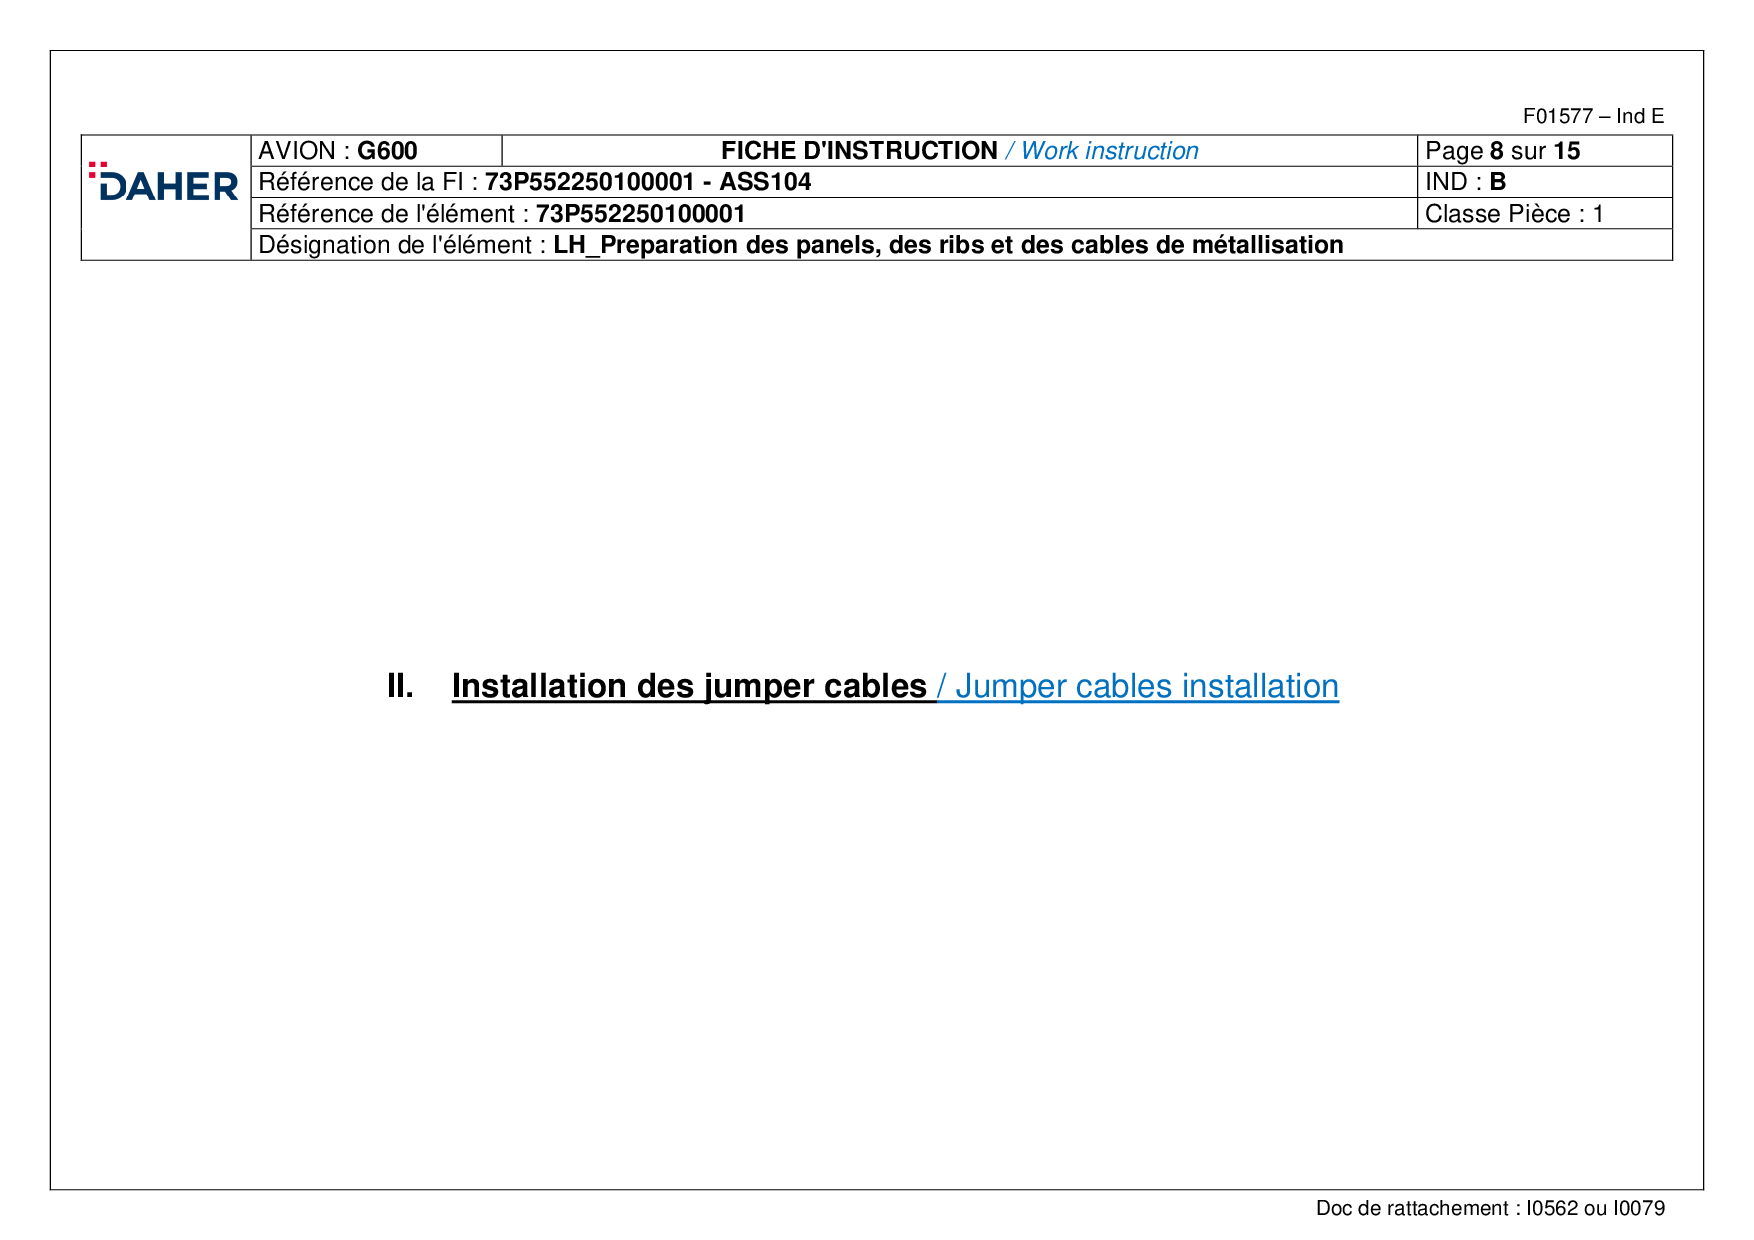 F01577 – Ind E
DAHER
AVION : G600
FICHE D'INSTRUCTION / Work instruction
Page 8 sur 15
Référence de la FI : 73P552250100001 - ASS104
IND : B
Référence de l'élément : 73P552250100001
Classe Pièce : 1
Désignation de l'élément : LH_Preparation des panels, des ribs et des cables de métallisation
II. Installation des jumper cables / Jumper cables installation
Doc de rattachement : I0562 ou I0079